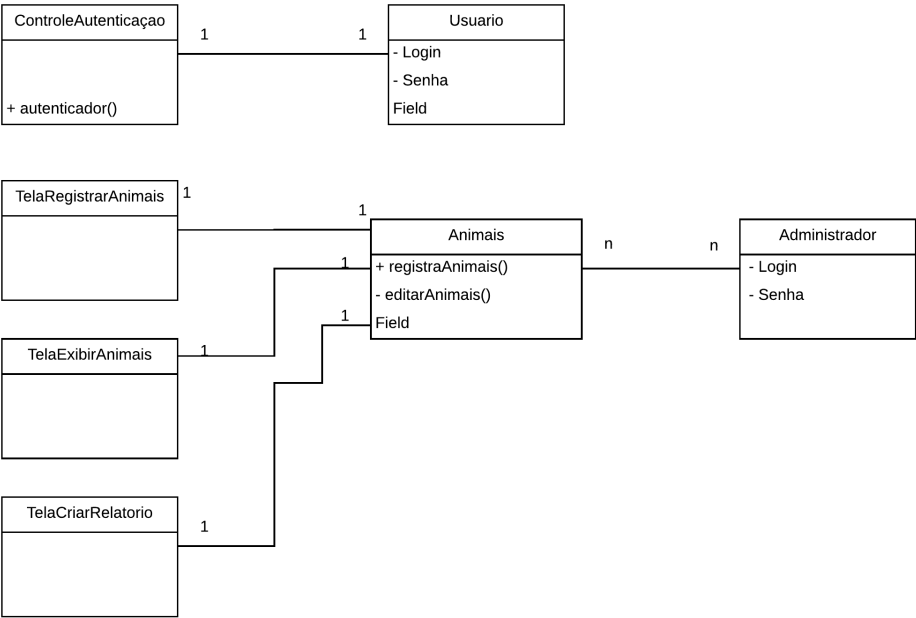 ControleAutenticaçao
1
1
Usuario
- Login
- Senha
+ autenticador()
Field
TelaRegistrarAnimais
1
1
Animais
n
n
Administrador
1
+ registraAnimais()
- Login
- editarAnimais()
- Senha
1
Field
TelaExibirAnimais
1
TelaCriarRelatorio
1